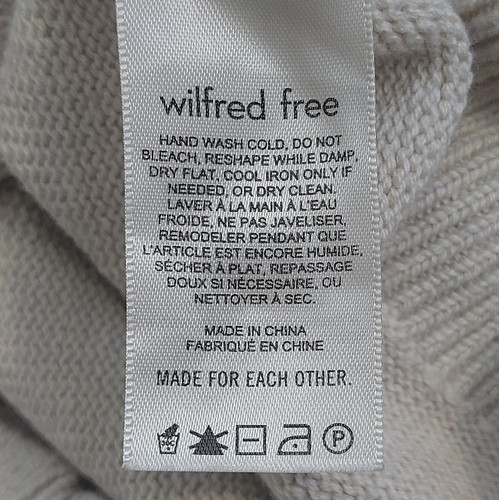 wilfred free
HAND WASH COLD, DO NOT
BLEACH, RESHAPE WHILE DAMP,
DRY FLAT, COOL IRON ONLY IF
NEEDED, OR DRY CLEAN.
LAVER À LA MAIN À L'EAU
FROIDE, NE PAS JAVELISER,
REMODELER PENDANT QUE
L'ARTICLE EST ENCORE HUMIDE,
SÉCHER À PLAT, REPASSAGE
DOUX SI NÉCESSAIRE, OU
NETTOYER À SEC.
MADE IN CHINA
FABRIQUÉ EN CHINE
MADE FOR EACH OTHER.
30C P